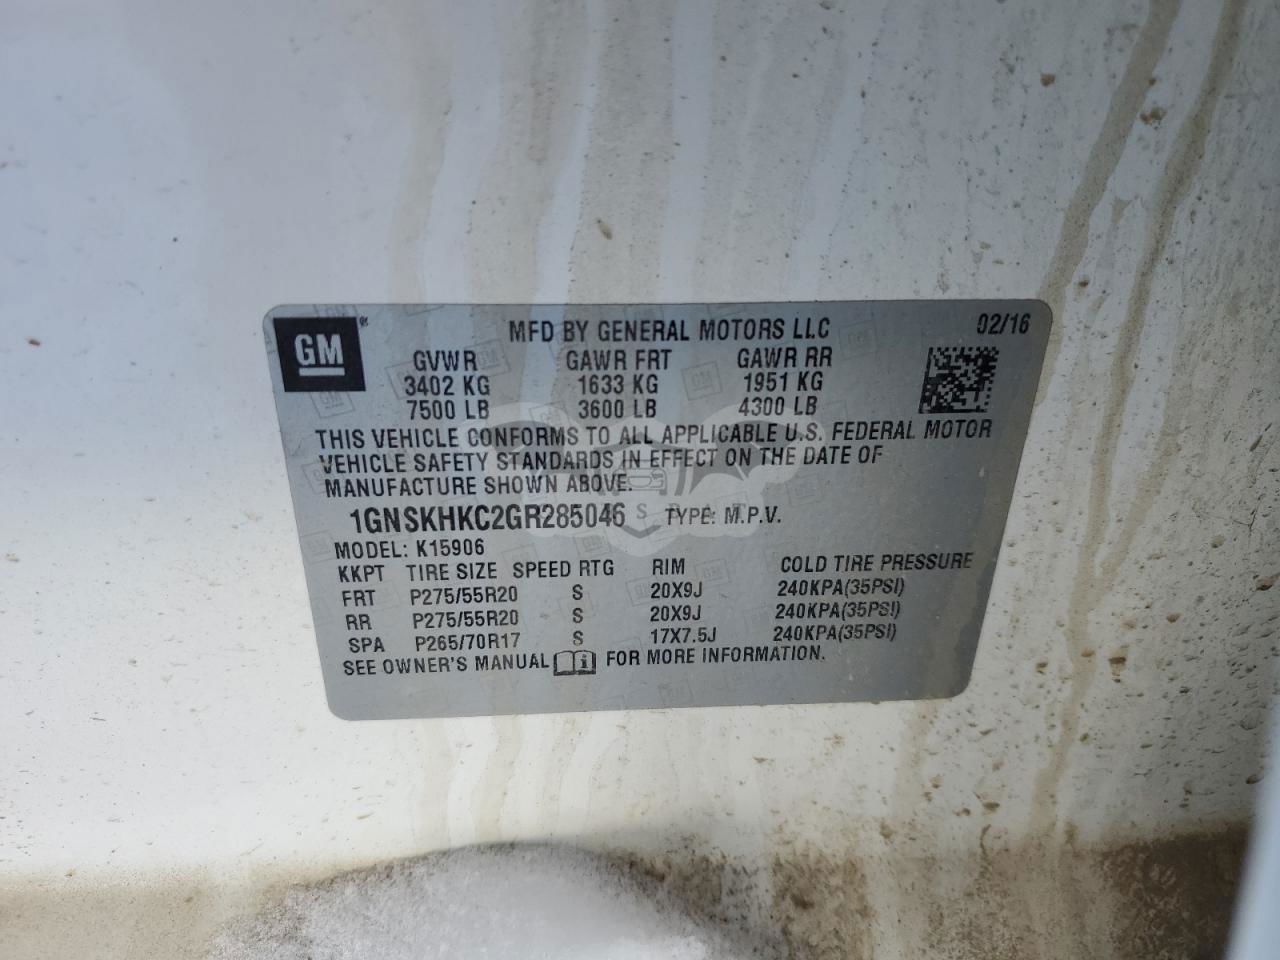 GM® MFD BY GENERAL MOTORS LLC 02/16
GVWR GAWR FRT GAWR RR
3402 KG 1633 KG 1951 KG
7500 LB 3600 LB 4300 LB
THIS VEHICLE CONFORMS TO ALL APPLICABLE U.S. FEDERAL MOTOR
VEHICLE SAFETY STANDARDS IN EFFECT ON THE DATE OF
MANUFACTURE SHOWN ABOVE.
1GNSKHKC2GR285046 TYPE: M.P.V.
MODEL: K15906
KKPT TIRE SIZE SPEED RTG RIM COLD TIRE PRESSURE
FRT P275/55R20 S 20X9J 240KPA(35PSI)
RR P275/55R20 S 20X9J 240KPA(35PSI)
SPA P265/70R17 S 17X7.5J 240KPA(35PSI)
SEE OWNER'S MANUAL FOR MORE INFORMATION.